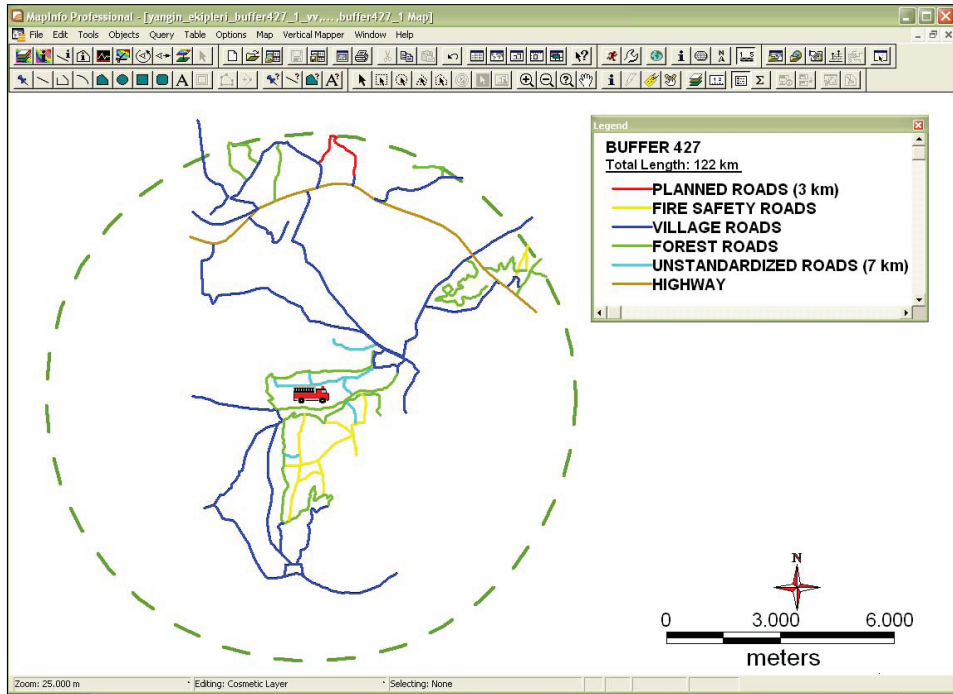 MapInfo Professional - [yangin_ekipleri_buffer427_1_vv,...,buffer427_1 Map]
File Edit Tools Objects Query Table Options Map Vertical Mapper Window Help
Legend
BUFFER 427
Total Length: 122 km
PLANNED ROADS (3 km)
FIRE SAFETY ROADS
VILLAGE ROADS
FOREST ROADS
UNSTANDARDIZED ROADS (7 km)
HIGHWAY
N
0 3.000 6.000
meters
Zoom: 25.000 m Editing: Cosmetic Layer Selecting: None